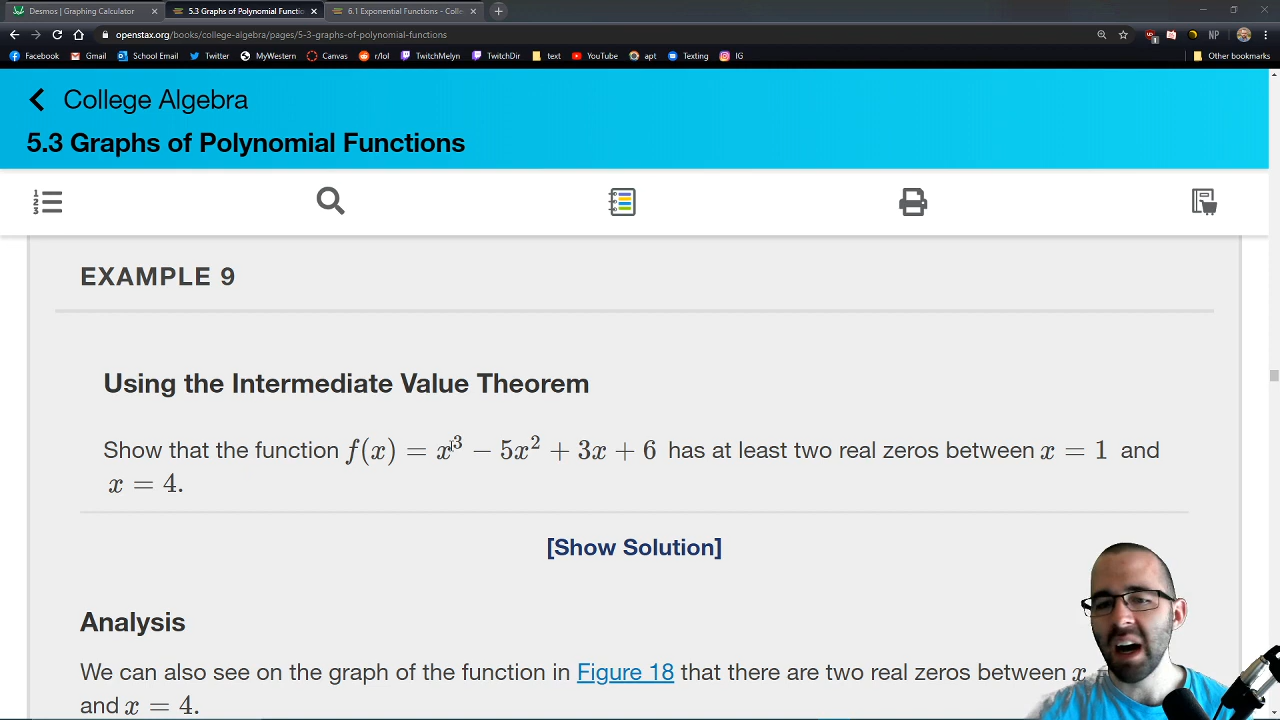 Desmos | Graphing Calculator
5.3 Graphs of Polynomial Functio
6.1 Exponential Functions - Colle
openstax.org/books/college-algebra/pages/5-3-graphs-of-polynomial-functions
Facebook Gmail School Email Twitter MyWestern Canvas r/lol TwitchMelyn TwitchDir text YouTube apt Texting IG Other bookmarks
College Algebra
5.3 Graphs of Polynomial Functions
EXAMPLE 9
Using the Intermediate Value Theorem
Show that the function f(x) = x³ − 5x² + 3x + 6 has at least two real zeros between x = 1 and
x = 4.
[Show Solution]
Analysis
We can also see on the graph of the function in Figure 18 that there are two real zeros between x
and x = 4.